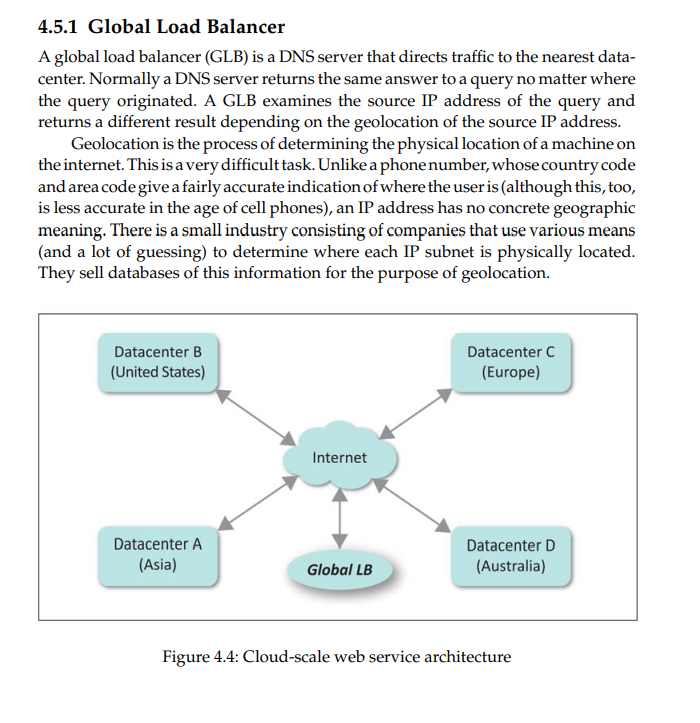 4.5.1 Global Load Balancer
A global load balancer (GLB) is a DNS server that directs traffic to the nearest data-
center. Normally a DNS server returns the same answer to a query no matter where
the query originated. A GLB examines the source IP address of the query and
returns a different result depending on the geolocation of the source IP address.
Geolocation is the process of determining the physical location of a machine on
the internet. This is a very difficult task. Unlike a phone number, whose country code
and area code give a fairly accurate indication of where the user is (although this, too,
is less accurate in the age of cell phones), an IP address has no concrete geographic
meaning. There is a small industry consisting of companies that use various means
(and a lot of guessing) to determine where each IP subnet is physically located.
They sell databases of this information for the purpose of geolocation.
Datacenter B
(United States)
Datacenter C
(Europe)
Internet
Datacenter A
(Asia)
Global LB
Datacenter D
(Australia)
Figure 4.4: Cloud-scale web service architecture